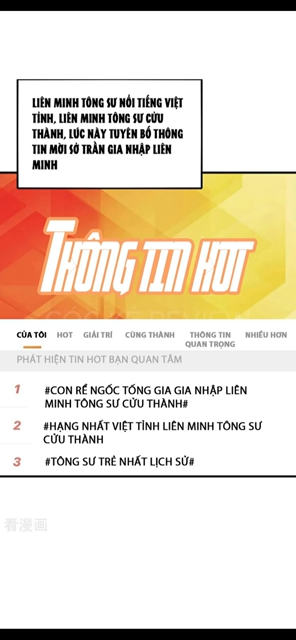 LIÊN MINH TÔNG SƯ NỔI TIẾNG VIỆT
TỈNH, LIÊN MINH TÔNG SƯ CỬU
THÀNH, LÚC NÀY TUYÊN BỐ THÔNG
TIN MỜI SỞ TRẦN GIA NHẬP LIÊN
MINH
THÔNG TIN HOT
CỦA TÔI HOT GIẢI TRÍ CÙNG THÀNH THÔNG TIN NHIỀU HƠN
QUAN TRỌNG
PHÁT HIỆN TIN HOT BẠN QUAN TÂM
1 #CON RỂ NGỐC TỐNG GIA GIA NHẬP LIÊN
MINH TÔNG SƯ CỬU THÀNH#
2 #HẠNG NHẤT VIỆT TỈNH LIÊN MINH TÔNG SƯ
CỬU THÀNH
3 #TÔNG SƯ TRẺ NHẤT LỊCH SỬ#
看漫画